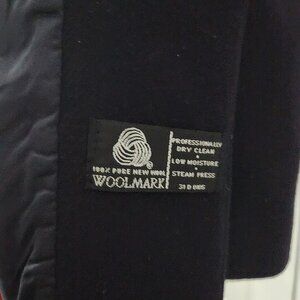 100% PURE NEW WOOL
WOOLMARK
PROFESSIONALLY
DRY CLEAN
LOW MOISTURE
STEAM PRESS